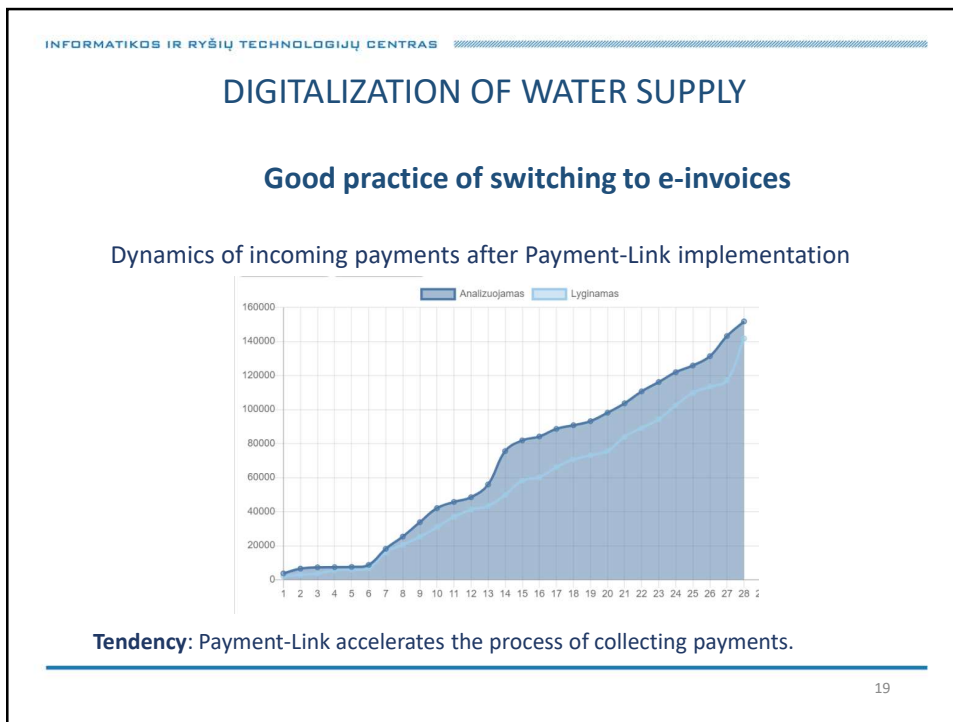 INFORMATIKOS IR RYŠIŲ TECHNOLOGIJŲ CENTRAS
DIGITALIZATION OF WATER SUPPLY
Good practice of switching to e-invoices
Dynamics of incoming payments after Payment-Link implementation
Analizuojamas Lyginamas
160000
140000
120000
100000
80000
60000
40000
20000
0
1 2 3 4 5 6 7 8 9 10 11 12 13 14 15 16 17 18 19 20 21 22 23 24 25 26 27 28
Tendency: Payment-Link accelerates the process of collecting payments.
19